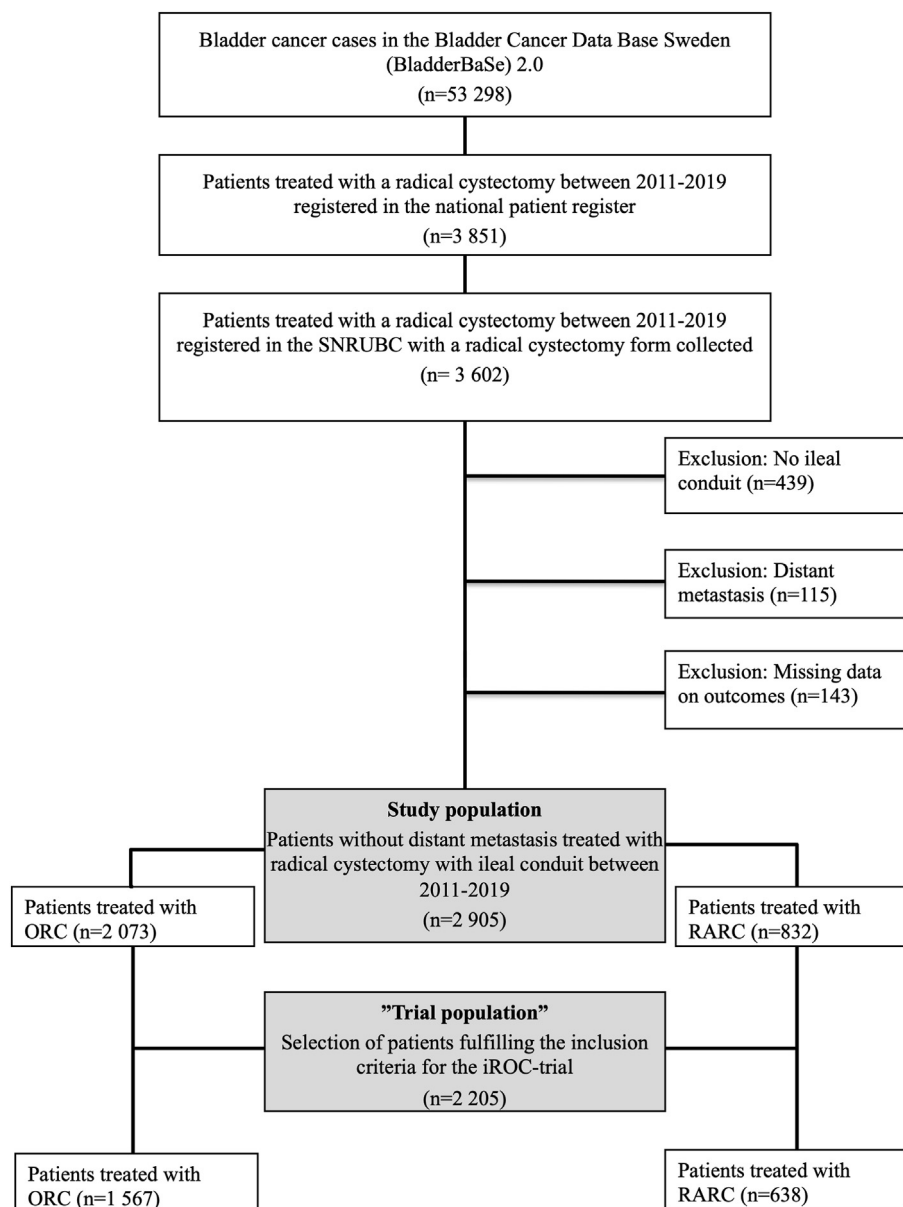 Bladder cancer cases in the Bladder Cancer Data Base Sweden
(BladderBaSe) 2.0
(n=53 298)
Patients treated with a radical cystectomy between 2011-2019
registered in the national patient register
(n=3 851)
Patients treated with a radical cystectomy between 2011-2019
registered in the SNRUBC with a radical cystectomy form collected
(n= 3 602)
Exclusion: No ileal
conduit (n=439)
Exclusion: Distant
metastasis (n=115)
Exclusion: Missing data
on outcomes (n=143)
Study population
Patients without distant metastasis treated with
radical cystectomy with ileal conduit between
2011-2019
(n=2 905)
Patients treated with
ORC (n=2 073)
Patients treated with
RARC (n=832)
”Trial population”
Selection of patients fulfilling the inclusion
criteria for the iROC-trial
(n=2 205)
Patients treated with
ORC (n=1 567)
Patients treated with
RARC (n=638)